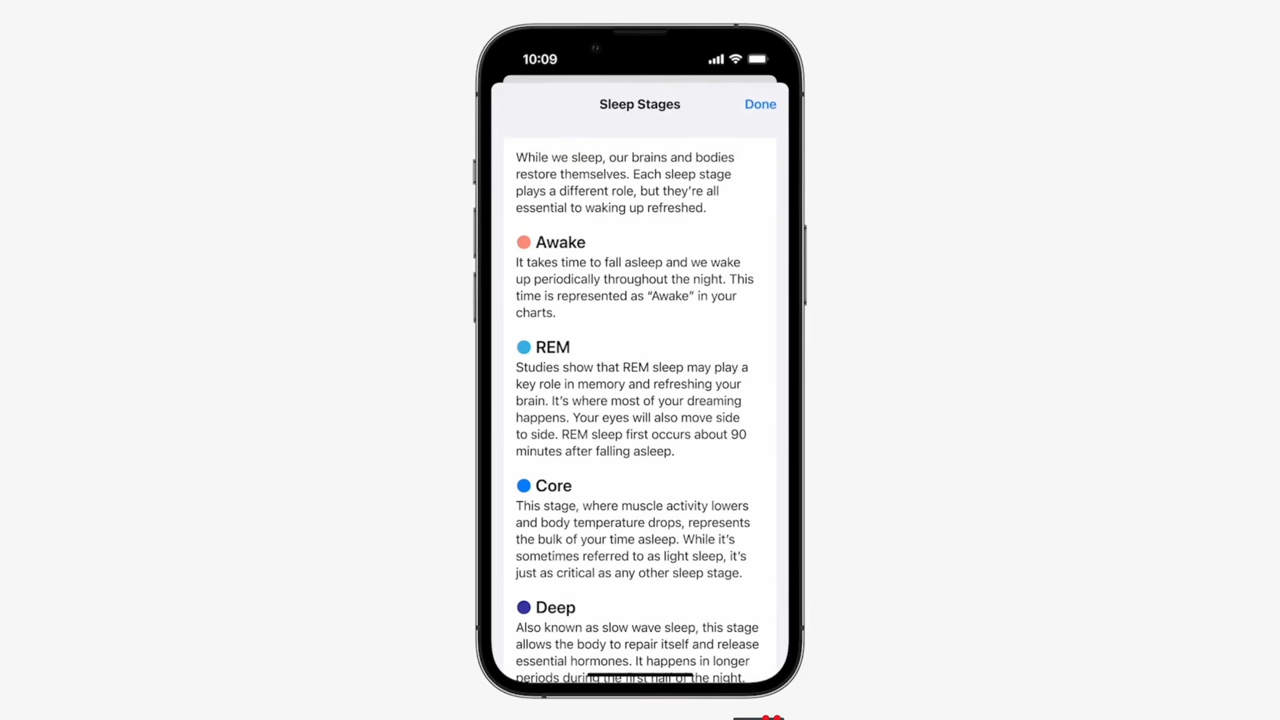 10:09
Sleep Stages
Done
While we sleep, our brains and bodies
restore themselves. Each sleep stage
plays a different role, but they’re all
essential to waking up refreshed.
Awake
It takes time to fall asleep and we wake
up periodically throughout the night. This
time is represented as “Awake” in your
charts.
REM
Studies show that REM sleep may play a
key role in memory and refreshing your
brain. It’s where most of your dreaming
happens. Your eyes will also move side
to side. REM sleep first occurs about 90
minutes after falling asleep.
Core
This stage, where muscle activity lowers
and body temperature drops, represents
the bulk of your time asleep. While it’s
sometimes referred to as light sleep, it’s
just as critical as any other sleep stage.
Deep
Also known as slow wave sleep, this stage
allows the body to repair itself and release
essential hormones. It happens in longer
periods during the first half of the night.